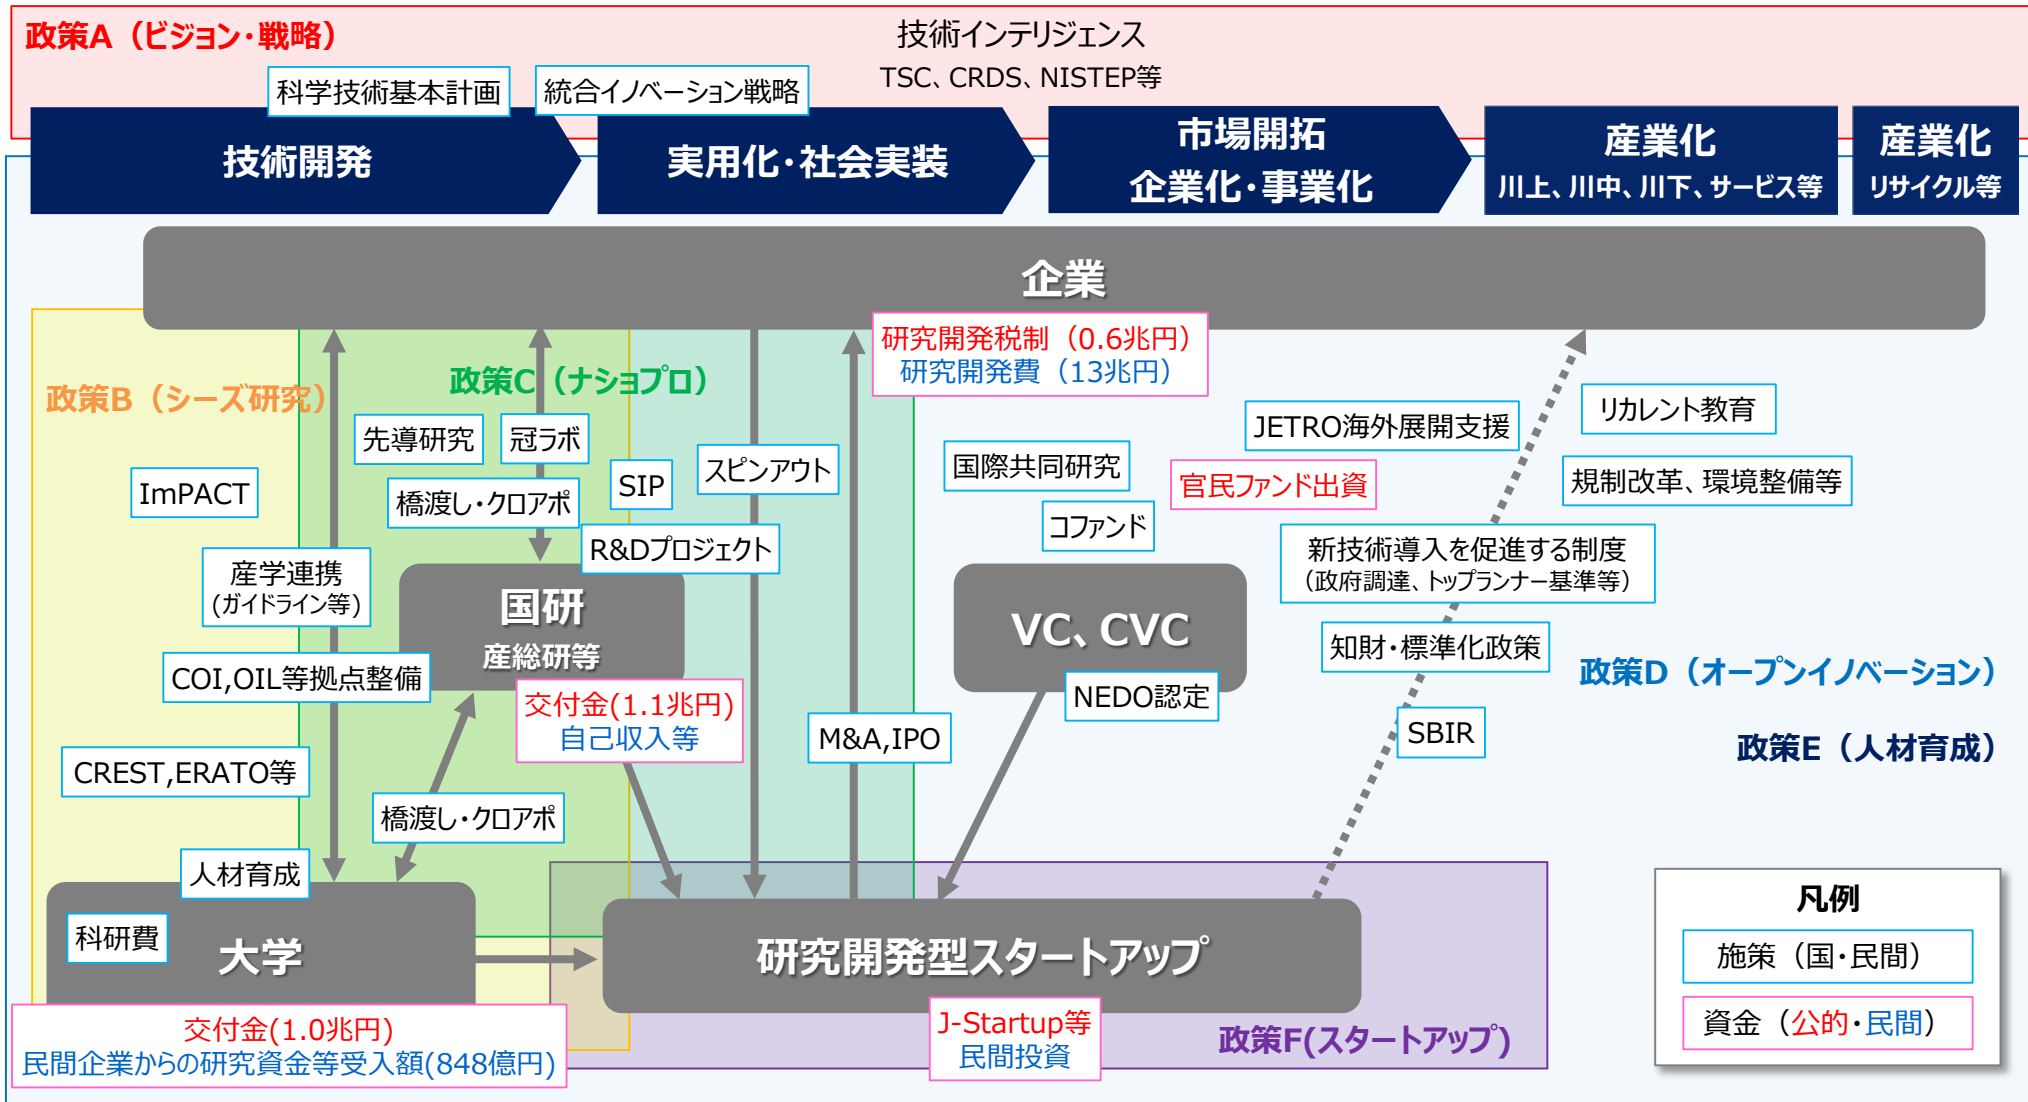 政策A（ビジョン・戦略）
技術インテリジェンス
TSC、CRDS、NISTEP等
科学技術基本計画
統合イノベーション戦略
技術開発
実用化・社会実装
市場開拓
企業化・事業化
産業化
川上、川中、川下、サービス等
産業化
リサイクル等
企業
研究開発税制（0.6兆円）
研究開発費（13兆円）
政策B（シーズ研究）
政策C（ナショプロ）
先導研究
冠ラボ
ImPACT
橋渡し・クロアポ
SIP
スピンアウト
R&Dプロジェクト
国際共同研究
コファンド
JETRO海外展開支援
官民ファンド出資
リカレント教育
規制改革、環境整備等
新技術導入を促進する制度
（政府調達、トップランナー基準等）
産学連携
(ガイドライン等)
国研
産総研等
VC、CVC
知財・標準化政策
COI,OIL等拠点整備
交付金(1.1兆円)
自己収入等
NEDO認定
政策D（オープンイノベーション）
M&A,IPO
SBIR
政策E（人材育成）
CREST,ERATO等
橋渡し・クロアポ
人材育成
科研費
大学
研究開発型スタートアップ
交付金(1.0兆円)
民間企業からの研究資金等受入額(848億円)
J-Startup等
民間投資
政策F(スタートアップ)
凡例
施策（国・民間）
資金（公的・民間）